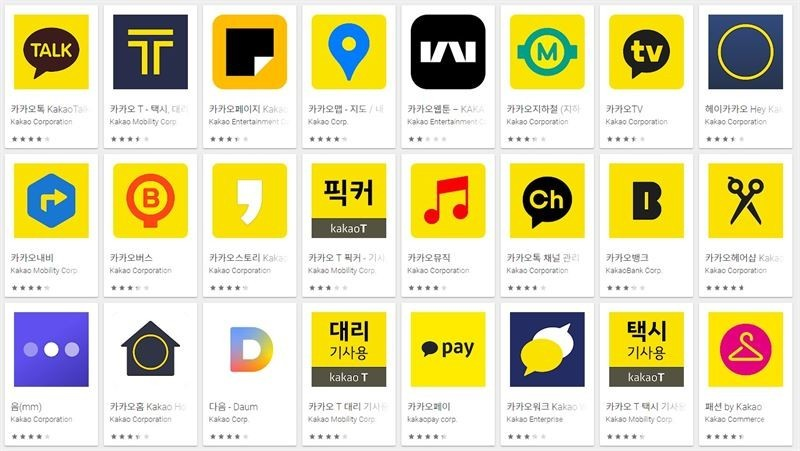 TALK
카카오톡 KakaoTalk
Kakao Corporation
카카오 T - 택시, 대리
Kakao Mobility Corp.
카카오페이지 Kakao
Kakao Entertainment C
카카오맵 - 지도 / 내
Kakao Corp.
카카오웹툰 – KAKA
Kakao Entertainment C
M
카카오지하철 (지하
Kakao Corporation
tv
카카오TV
Kakao Corporation
헤이카카오 Hey Ka
Kakao Corporation
카카오내비
Kakao Mobility Corp.
B
카카오버스
Kakao Corporation
카카오스토리 Kakao
Kakao Corporation
픽커
kakaoT
카카오 T 픽커 - 기사
Kakao Mobility Corp.
카카오뮤직
Kakao Corporation
Ch
카카오톡 채널 관리
Kakao Corporation
B
카카오뱅크
KakaoBank Corp.
카카오헤어샵 Kaka
Kakao Corporation
음(mm)
Kakao Corporation
카카오홈 Kakao Ho
Kakao Corporation
D
다음 - Daum
Kakao Corp.
대리
기사용
kakao T
카카오 T 대리 기사용
Kakao Mobility Corp.
pay
카카오페이
kakaopay corp.
카카오워크 Kakao W
Kakao Enterprise
택시
기사용
kakaoT
카카오 T 택시 기사용
Kakao Mobility Corp.
패션 by Kakao
Kakao Commerce